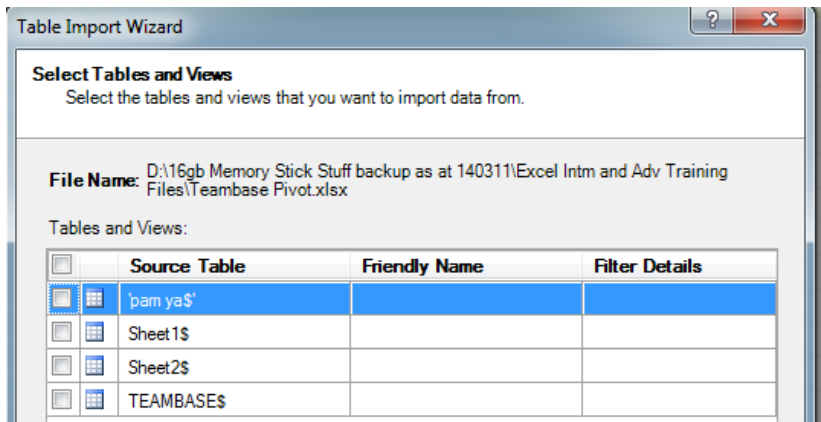 Table Import Wizard
Select Tables and Views
Select the tables and views that you want to import data from.
File Name: D:\16gb Memory Stick Stuff backup as at 140311\Excel Intm and Adv Training
Files\Teambase Pivot.xlsx
Tables and Views:
Source Table Friendly Name Filter Details
'pam ya$'
Sheet1$
Sheet2$
TEAMBASE$